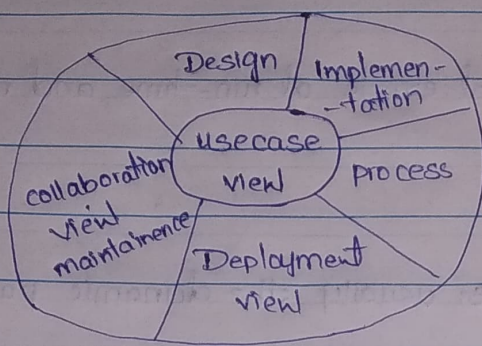 Design
Implemen-
-tation
usecase
view
process
collaboration
view
maintainence
Deployment
view